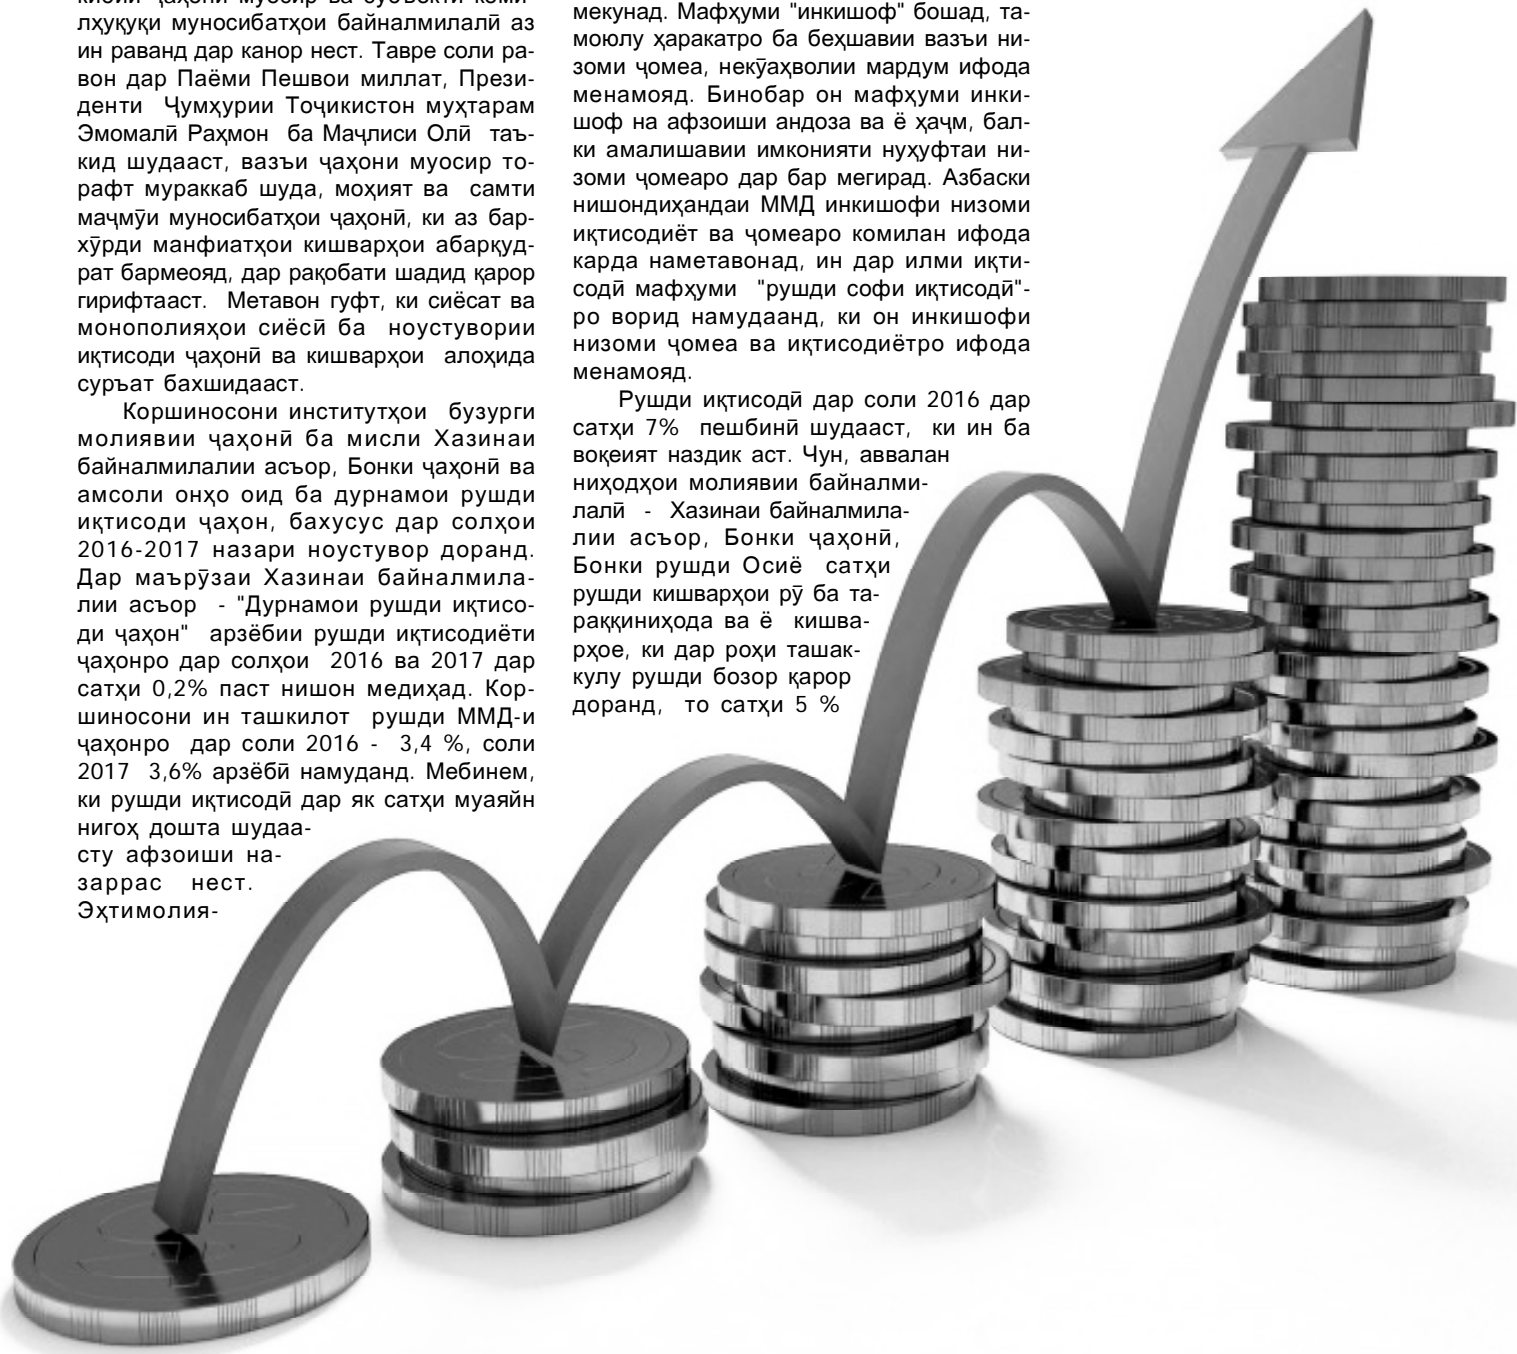 лҳуқуқи муносибатҳои байналмилалӣ аз
ин раванд дар канор нест. Тавре соли ра-
вон дар Паёми Пешвои миллат, Прези-
денти Ҷумҳурии Тоҷикистон муҳтарам
Эмомалӣ Раҳмон ба Маҷлиси Олӣ таъ-
кид шудааст, вазъи ҷаҳони муосир то-
рафт мураккаб шуда, моҳият ва самти
маҷмӯи муносибатҳои ҷаҳонӣ, ки аз бар-
хӯрди манфиатҳои кишварҳои абарқуд-
рат бармеояд, дар рақобати шадид қарор
гирифтааст. Метавон гуфт, ки сиёсат ва
монополияҳои сиёсӣ ба ноустувории
иқтисоди ҷаҳонӣ ва кишварҳои алоҳида
суръат бахшидааст.
Коршиносони институтҳои бузурги
молиявии ҷаҳонӣ ба мисли Хазинаи
байналмилалии асъор, Бонки ҷаҳонӣ ва
амсоли онҳо оид ба дурнамои рушди
иқтисоди ҷаҳон, бахусус дар солҳои
2016-2017 назари ноустувор доранд.
Дар маърӯзаи Хазинаи байналмила-
лии асъор - "Дурнамои рушди иқтисо-
ди ҷаҳон" арзёбии рушди иқтисодиёти
ҷаҳонро дар солҳои 2016 ва 2017 дар
сатҳи 0,2% паст нишон медиҳад. Кор-
шиносони ин ташкилот рушди ММД-и
ҷаҳонро дар соли 2016 - 3,4 %, соли
2017 3,6% арзёбӣ намуданд. Мебинем,
ки рушди иқтисодӣ дар як сатҳи муайян
нигоҳ дошта шудаа-
сту афзоиши на-
заррас нест.
Эҳтимолия-
мекунад. Мафҳуми "инкишоф" бошад, та-
моюлу ҳаракатро ба беҳшавии вазъи ни-
зоми ҷомеа, некӯаҳволии мардум ифода
менамояд. Бинобар он мафҳуми инки-
шоф на афзоиши андоза ва ё ҳаҷм, бал-
ки амалишавии имконияти нуҳуфтаи ни-
зоми ҷомеаро дар бар мегирад. Азбаски
нишондиҳандаи ММД инкишофи низоми
иқтисодиёт ва ҷомеаро комилан ифода
карда наметавонад, ин дар илми иқти-
содӣ мафҳуми "рушди софи иқтисодӣ"-
ро ворид намудаанд, ки он инкишофи
низоми ҷомеа ва иқтисодиётро ифода
менамояд.
Рушди иқтисодӣ дар соли 2016 дар
сатҳи 7% пешбинӣ шудааст, ки ин ба
воқеият наздик аст. Чун, аввалан
ниҳодҳои молиявии байналми-
лалӣ - Хазинаи байналмила-
лии асъор, Бонки ҷаҳонӣ,
Бонки рушди Осиё сатҳи
рушди кишварҳои рӯ ба та-
раққиниҳода ва ё кишва-
рҳое, ки дар роҳи ташак-
кулу рушди бозор қарор
доранд, то сатҳи 5 %